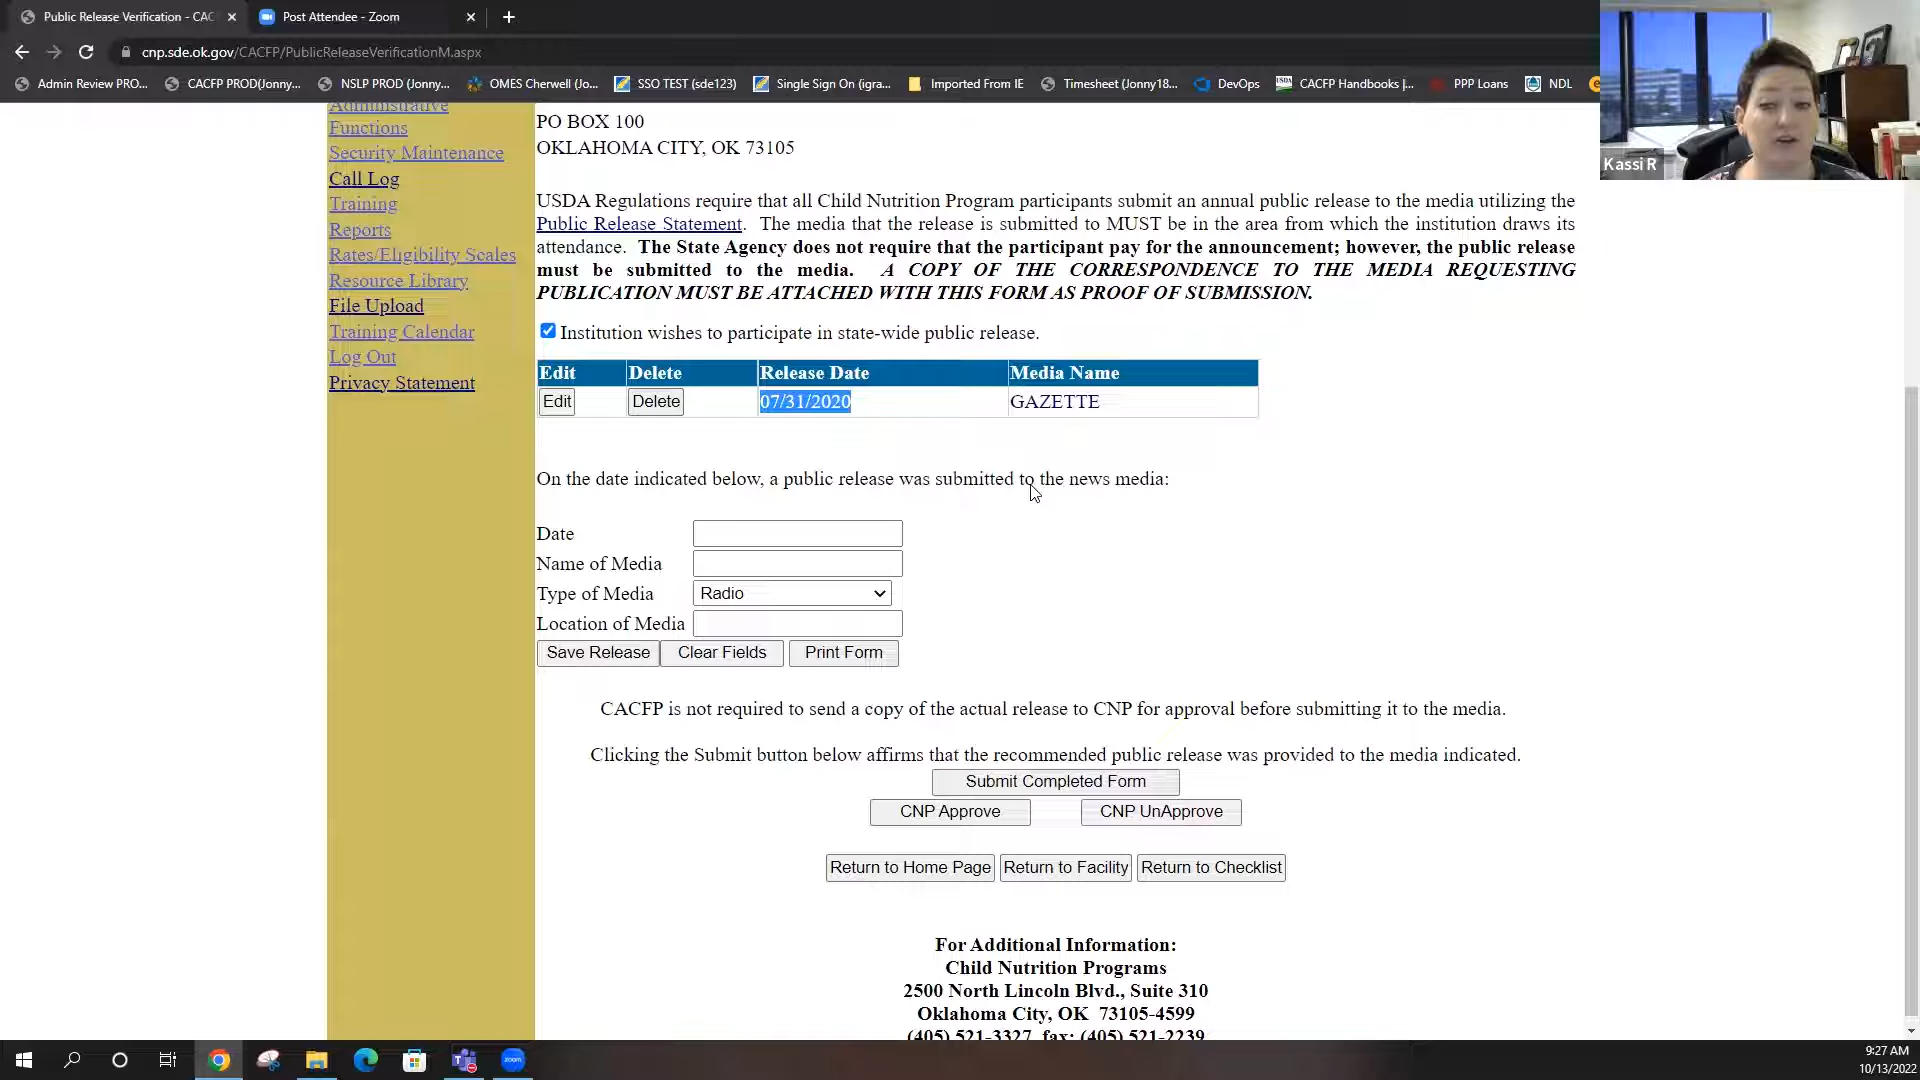 Public Release Verification - CAC
Post Attendee - Zoom
cnp.sde.ok.gov/CACFP/PublicReleaseVerificationM.aspx
Admin Review PRO...
CACFP PROD(Jonny...
NSLP PROD (Jonny...
OMES Cherwell (Jo...
SSO TEST (sde123)
Single Sign On (igra...
Imported From IE
Timesheet (Jonny18...
DevOps
CACFP Handbooks |...
PPP Loans
NDL
Kassi R
Administrative
Functions
Security Maintenance
Call Log
Training
Reports
Rates/Eligibility Scales
Resource Library
File Upload
Training Calendar
Log Out
Privacy Statement
PO BOX 100
OKLAHOMA CITY, OK 73105
USDA Regulations require that all Child Nutrition Program participants submit an annual public release to the media utilizing the
Public Release Statement. The media that the release is submitted to MUST be in the area from which the institution draws its
attendance. The State Agency does not require that the participant pay for the announcement; however, the public release
must be submitted to the media. A COPY OF THE CORRESPONDENCE TO THE MEDIA REQUESTING
PUBLICATION MUST BE ATTACHED WITH THIS FORM AS PROOF OF SUBMISSION.
Institution wishes to participate in state-wide public release.
Edit Delete Release Date Media Name
Edit Delete 07/31/2020 GAZETTE
On the date indicated below, a public release was submitted to the news media:
Date
Name of Media
Type of Media Radio
Location of Media
Save Release Clear Fields Print Form
CACFP is not required to send a copy of the actual release to CNP for approval before submitting it to the media.
Clicking the Submit button below affirms that the recommended public release was provided to the media indicated.
Submit Completed Form
CNP Approve CNP UnApprove
Return to Home Page Return to Facility Return to Checklist
For Additional Information:
Child Nutrition Programs
2500 North Lincoln Blvd., Suite 310
Oklahoma City, OK 73105-4599
(405) 521-3327 fax: (405) 521-2239
zoom
9:27 AM
10/13/2022